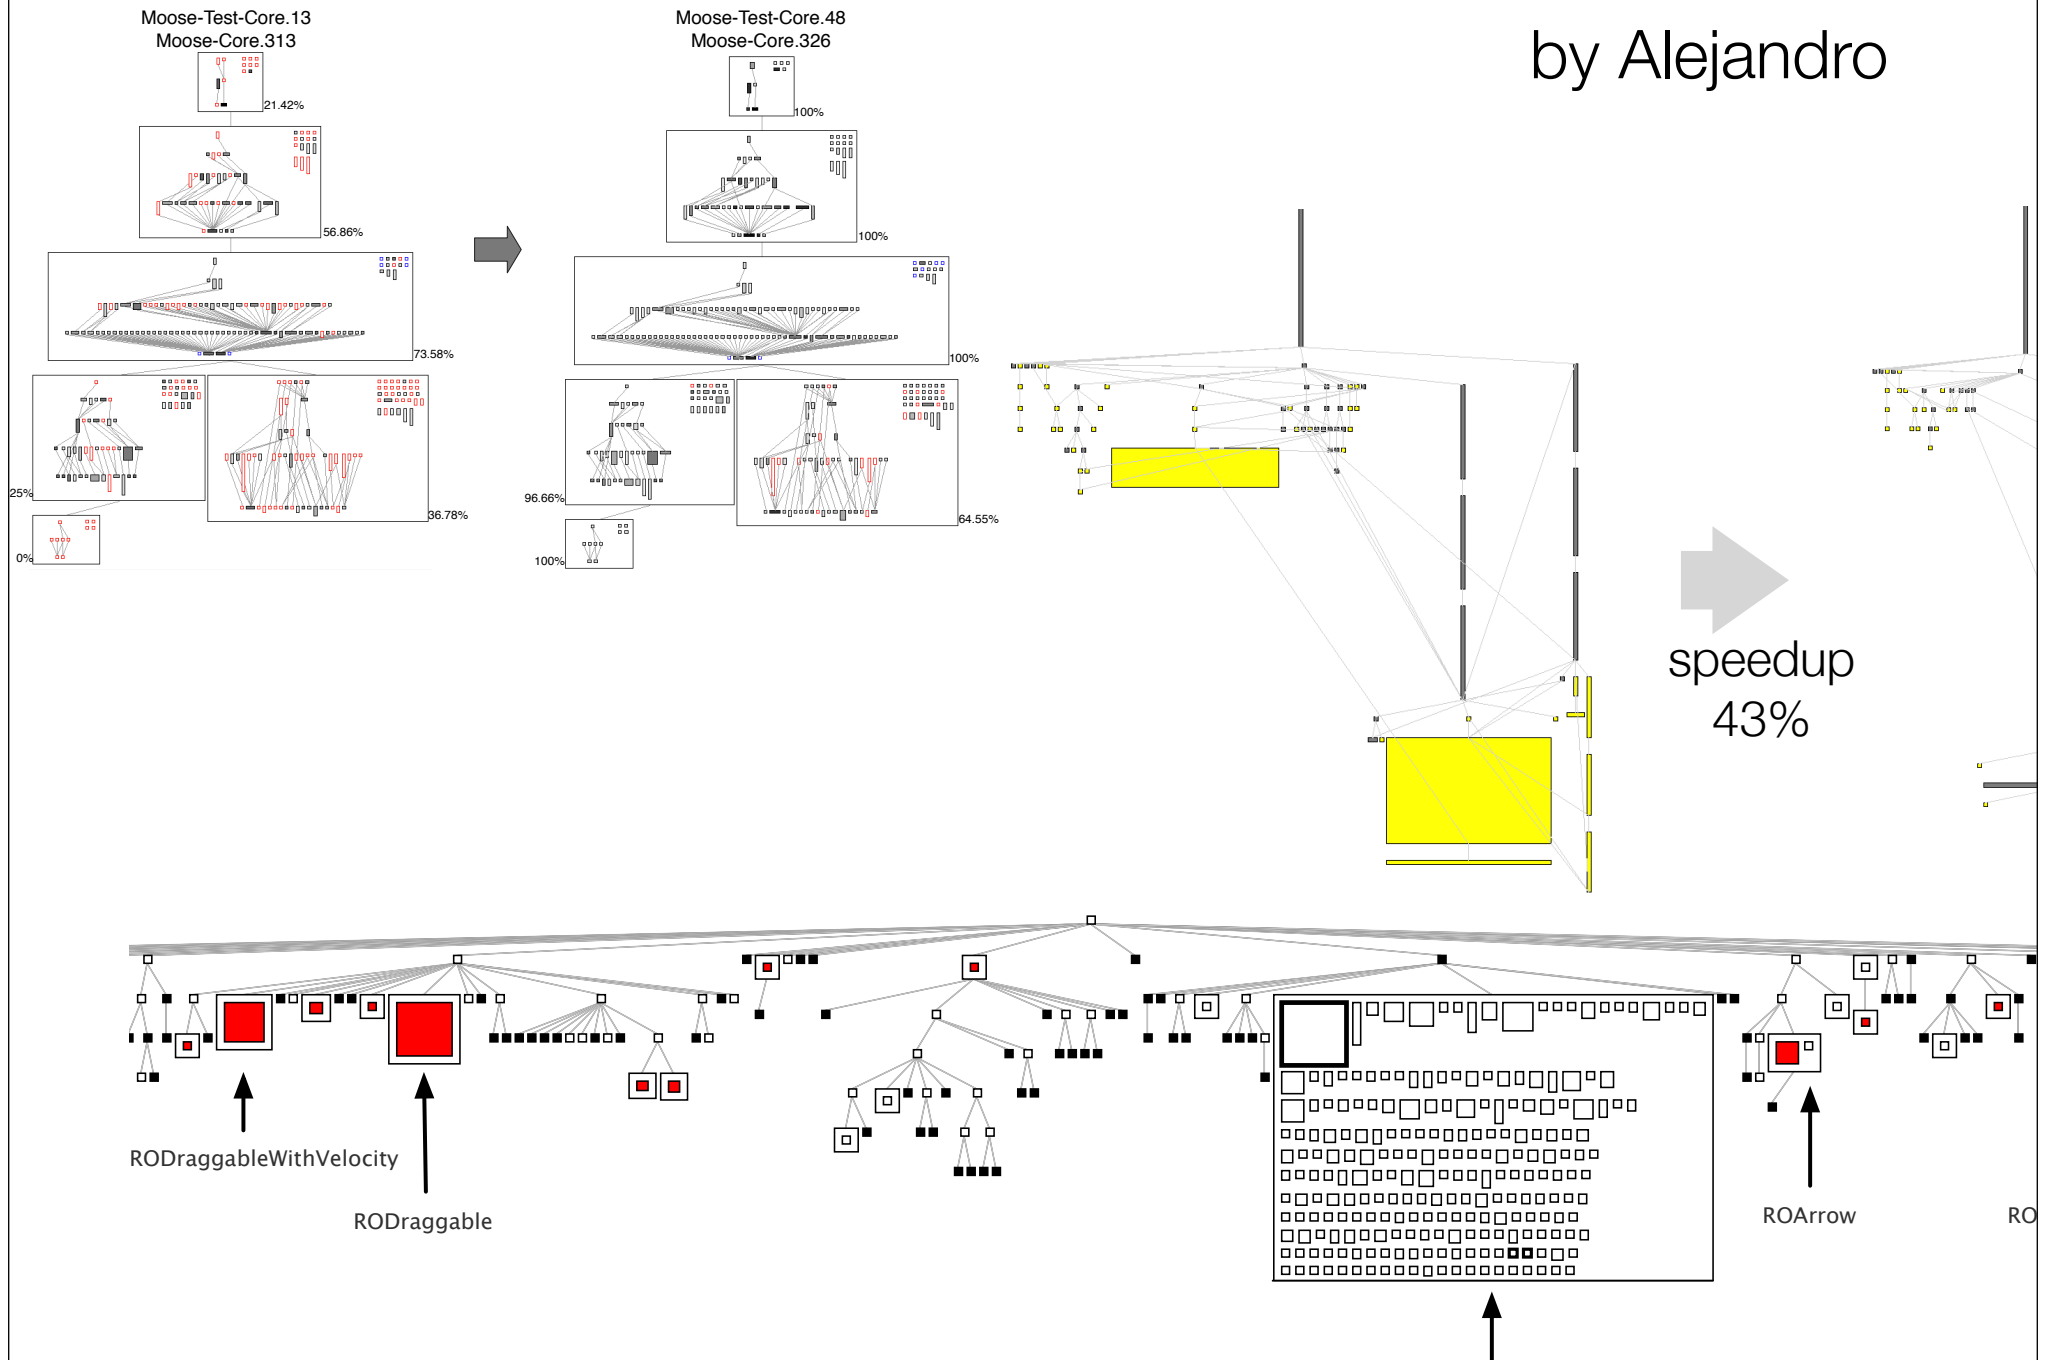 Moose-Test-Core.13
Moose-Core.313
21.42%
56.86%
73.58%
25%
36.78%
0%
Moose-Test-Core.48
Moose-Core.326
100%
100%
100%
96.66%
64.55%
100%
by Alejandro
speedup
43%
RODraggableWithVelocity
RODraggable
ROArrow
RO